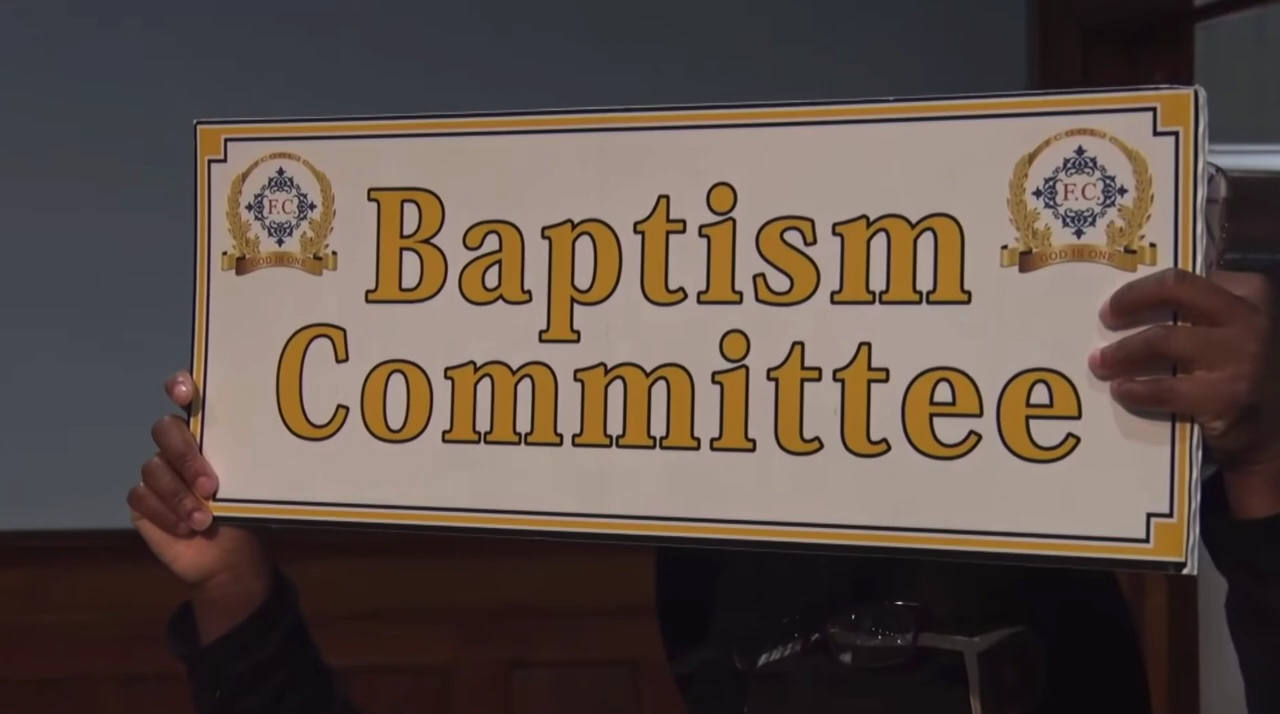 F.C.
GOD IS ONE
Baptism
Committee
F.C.
GOD IS ONE